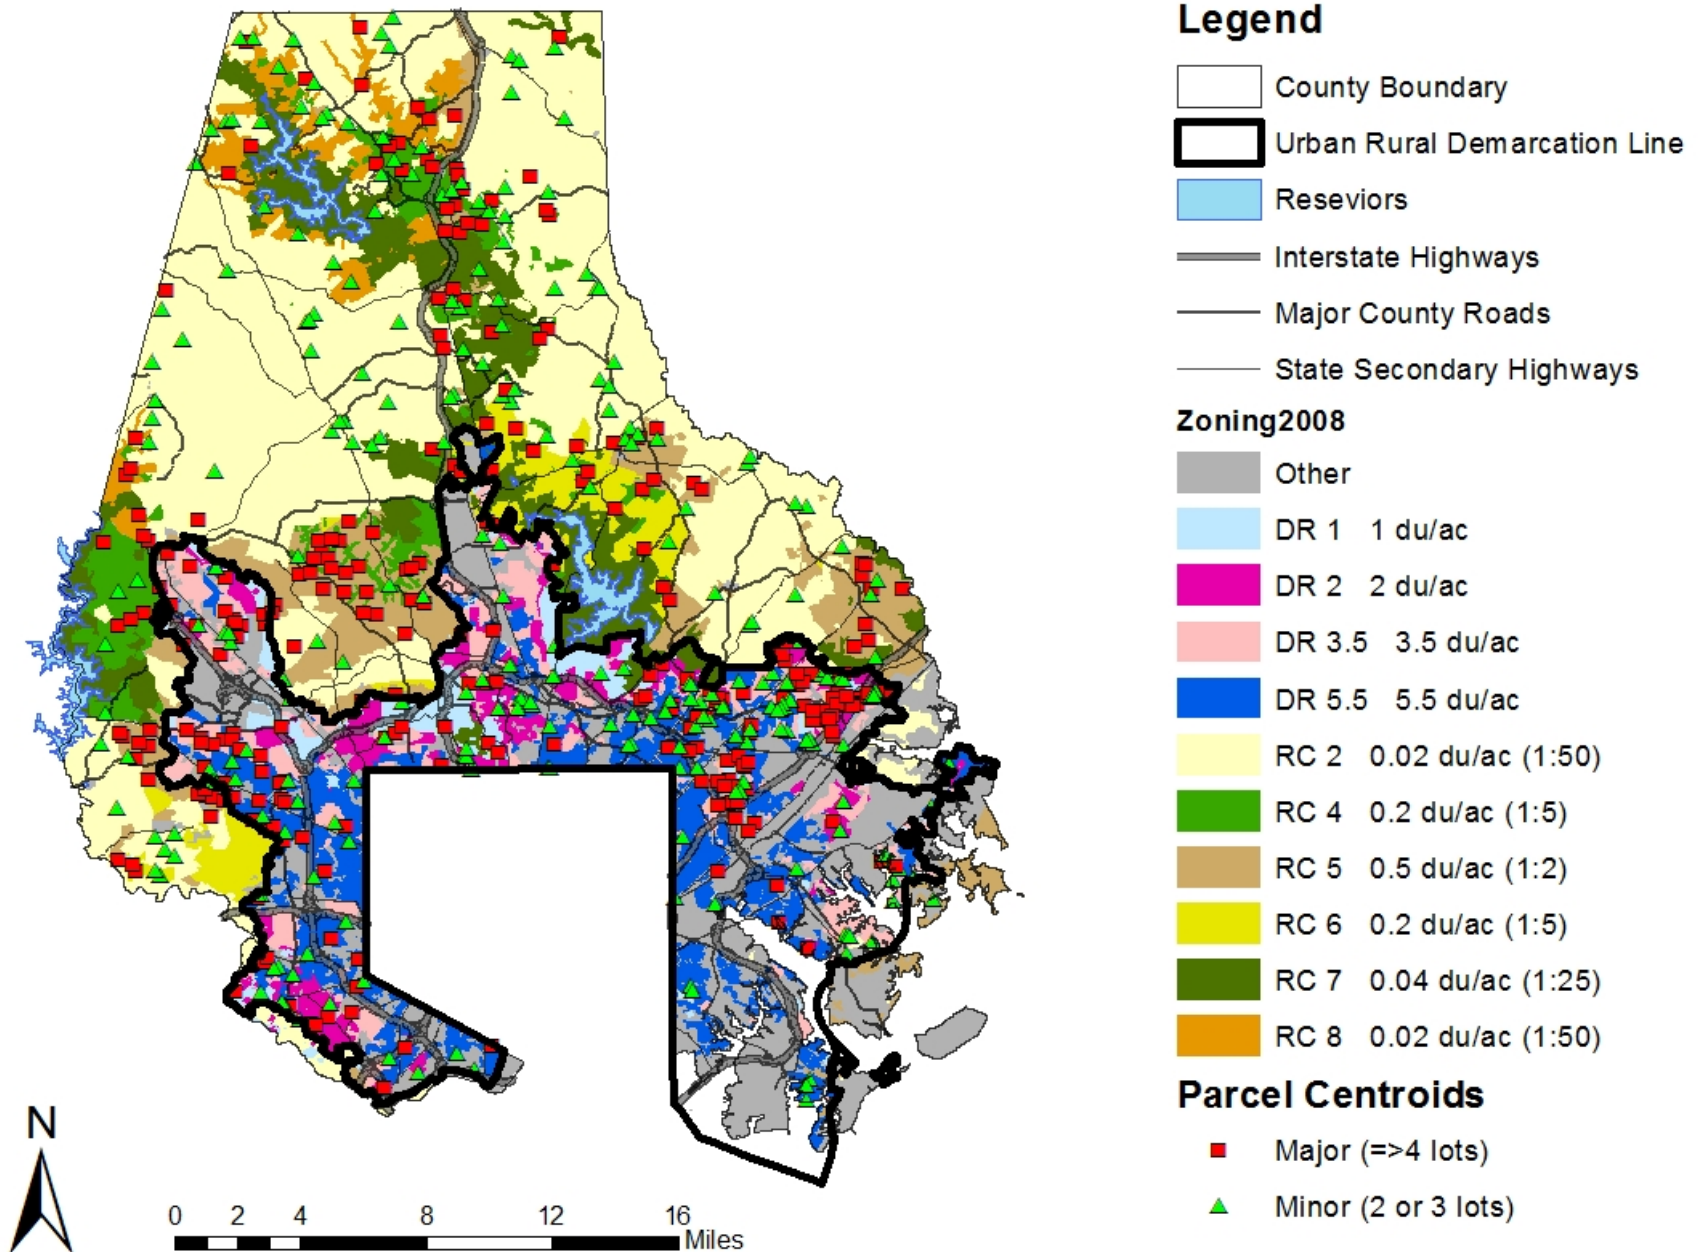 Legend
County Boundary
Urban Rural Demarcation Line
Reseviors
Interstate Highways
Major County Roads
State Secondary Highways
Zoning2008
Other
DR 1 1 du/ac
DR 2 2 du/ac
DR 3.5 3.5 du/ac
DR 5.5 5.5 du/ac
RC 2 0.02 du/ac (1:50)
RC 4 0.2 du/ac (1:5)
RC 5 0.5 du/ac (1:2)
RC 6 0.2 du/ac (1:5)
RC 7 0.04 du/ac (1:25)
RC 8 0.02 du/ac (1:50)
Parcel Centroids
Major (=>4 lots)
Minor (2 or 3 lots)
N
0 2 4 8 12 16
Miles